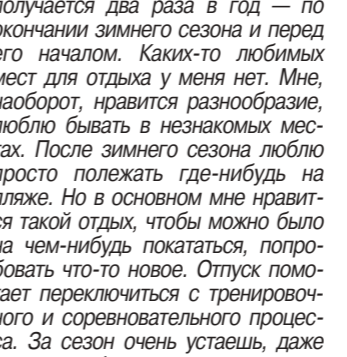 получается два раза в год — по
окончании зимнего сезона и перед
его началом. Каких-то любимых
мест для отдыха у меня нет. Мне,
наоборот, нравится разнообразие,
люблю бывать в незнакомых мес-
тах. После зимнего сезона люблю
просто полежать где-нибудь на
пляже. Но в основном мне нравит-
ся такой отдых, чтобы можно было
на чем-нибудь покататься, попро-
бовать что-то новое. Отпуск помо-
гает переключиться с тренировоч-
ного и соревновательного процес-
са. За сезон очень устаешь, даже